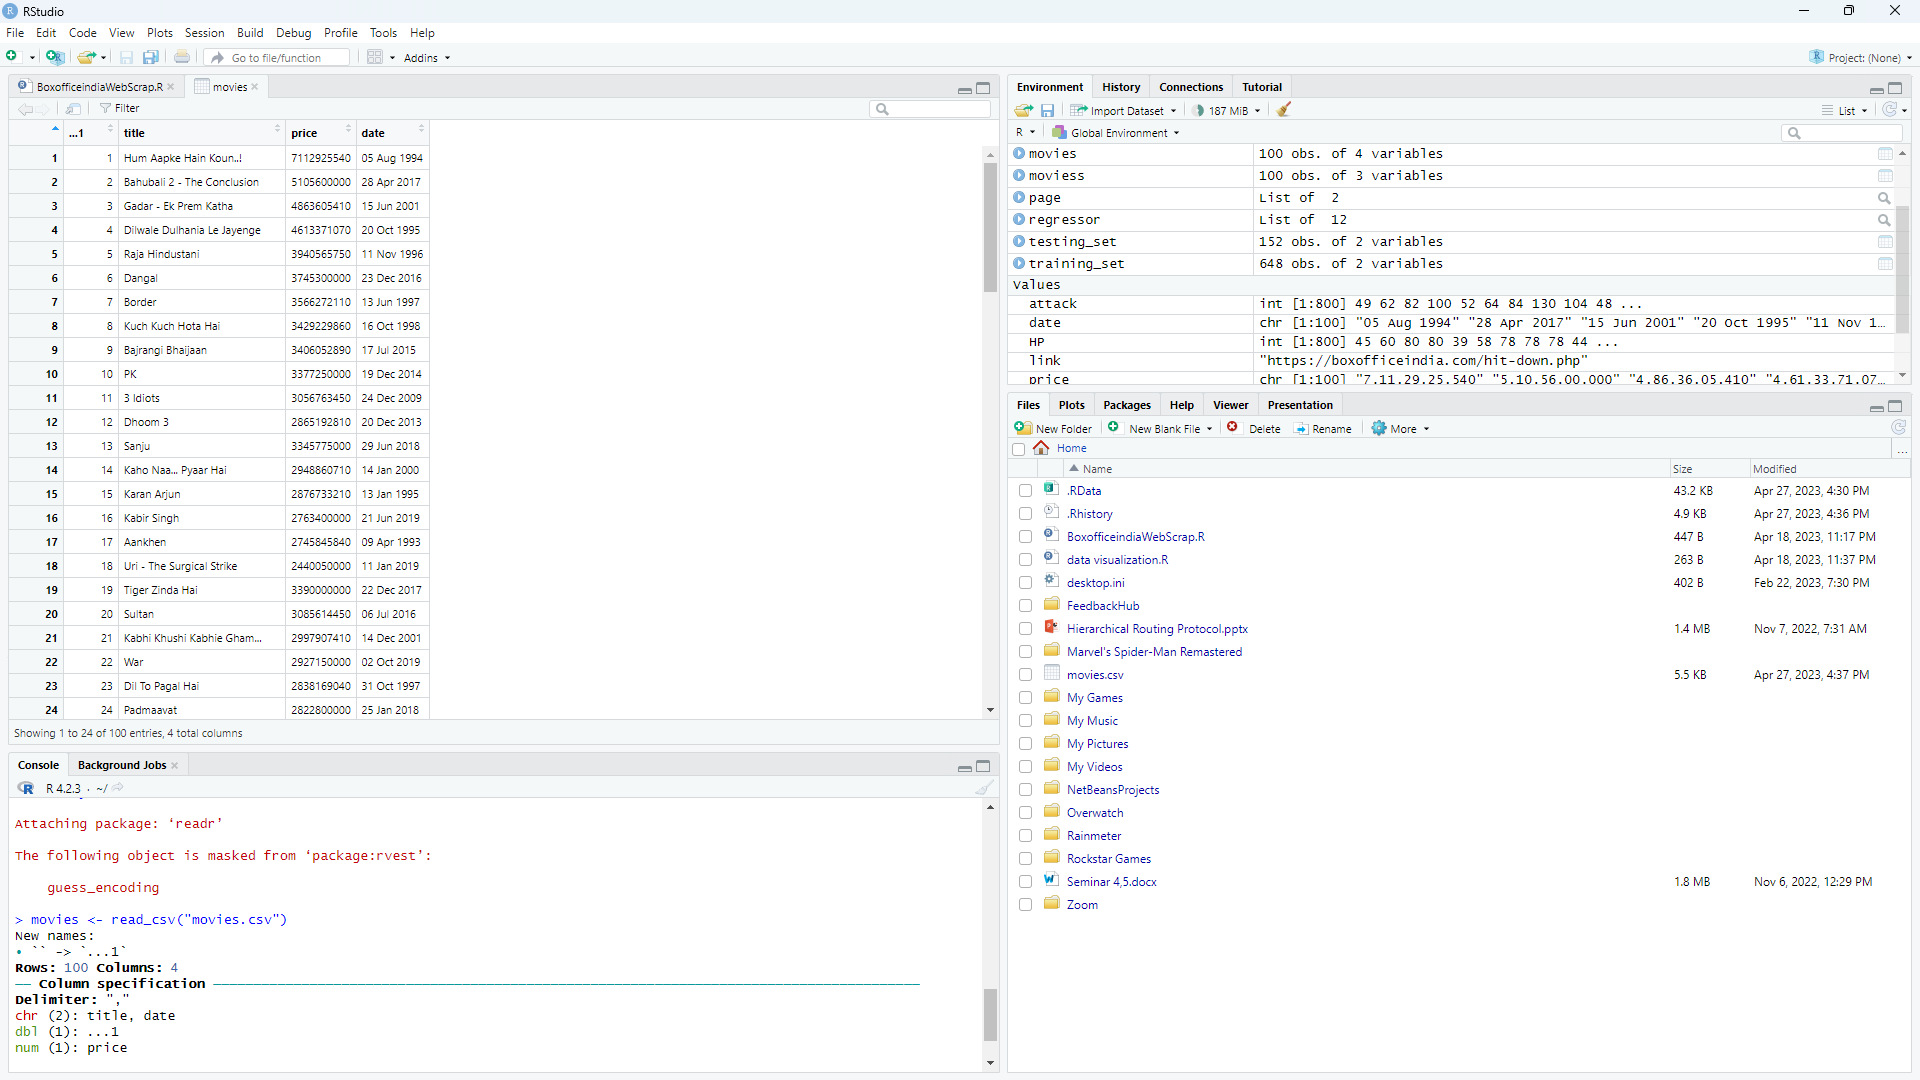 RStudio
File Edit Code View Plots Session Build Debug Profile Tools Help
Go to file/function Addins Project: (None)
BoxofficeindiaWebScrap.R movies
Filter
...1 title price date
1 1 Hum Aapke Hain Koun..! 7112925540 05 Aug 1994
2 2 Bahubali 2 - The Conclusion 5105600000 28 Apr 2017
3 3 Gadar - Ek Prem Katha 4863605410 15 Jun 2001
4 4 Dilwale Dulhania Le Jayenge 4613371070 20 Oct 1995
5 5 Raja Hindustani 3940565750 11 Nov 1996
6 6 Dangal 3745300000 23 Dec 2016
7 7 Border 3566272110 13 Jun 1997
8 8 Kuch Kuch Hota Hai 3429229860 16 Oct 1998
9 9 Bajrangi Bhaijaan 3406052890 17 Jul 2015
10 10 PK 3377250000 19 Dec 2014
11 11 3 Idiots 3056763450 24 Dec 2009
12 12 Dhoom 3 2865192810 20 Dec 2013
13 13 Sanju 3345775000 29 Jun 2018
14 14 Kaho Naa... Pyaar Hai 2948860710 14 Jan 2000
15 15 Karan Arjun 2876733210 13 Jan 1995
16 16 Kabir Singh 2763400000 21 Jun 2019
17 17 Aankhen 2745845840 09 Apr 1993
18 18 Uri - The Surgical Strike 2440050000 11 Jan 2019
19 19 Tiger Zinda Hai 3390000000 22 Dec 2017
20 20 Sultan 3085614450 06 Jul 2016
21 21 Kabhi Khushi Kabhie Gham... 2997907410 14 Dec 2001
22 22 War 2927150000 02 Oct 2019
23 23 Dil To Pagal Hai 2838169040 31 Oct 1997
24 24 Padmaavat 2822800000 25 Jan 2018
Showing 1 to 24 of 100 entries, 4 total columns
Console Background Jobs
R 4.2.3 · ~/
Attaching package: ‘readr’
The following object is masked from ‘package:rvest’:
guess_encoding
> movies <- read_csv("movies.csv")
New names:
• `` -> `...1`
Rows: 100 Columns: 4
── Column specification ──
Delimiter: ","
chr (2): title, date
dbl (1): ...1
num (1): price
Environment History Connections Tutorial
Import Dataset 187 MiB List
R Global Environment
movies 100 obs. of 4 variables
moviess 100 obs. of 3 variables
page List of 2
regressor List of 12
testing_set 152 obs. of 2 variables
training_set 648 obs. of 2 variables
Values
attack int [1:800] 49 62 82 100 52 64 84 130 104 48 ...
date chr [1:100] "05 Aug 1994" "28 Apr 2017" "15 Jun 2001" "20 Oct 1995" "11 Nov 1...
HP int [1:800] 45 60 80 80 39 58 78 78 78 44 ...
link "https://boxofficeindia.com/hit-down.php"
price chr [1:100] "7,11,29,25,540" "5,10,56,00,000" "4,86,36,05,410" "4,61,33,71,07...
Files Plots Packages Help Viewer Presentation
New Folder New Blank File Delete Rename More
Home ...
Name Size Modified
.RData 43.2 KB Apr 27, 2023, 4:30 PM
.Rhistory 4.9 KB Apr 27, 2023, 4:36 PM
BoxofficeindiaWebScrap.R 447 B Apr 18, 2023, 11:17 PM
data visualization.R 263 B Apr 18, 2023, 11:37 PM
desktop.ini 402 B Feb 22, 2023, 7:30 PM
FeedbackHub
Hierarchical Routing Protocol.pptx 1.4 MB Nov 7, 2022, 7:31 AM
Marvel's Spider-Man Remastered
movies.csv 5.5 KB Apr 27, 2023, 4:37 PM
My Games
My Music
My Pictures
My Videos
NetBeansProjects
Overwatch
Rainmeter
Rockstar Games
Seminar 4,5.docx 1.8 MB Nov 6, 2022, 12:29 PM
Zoom